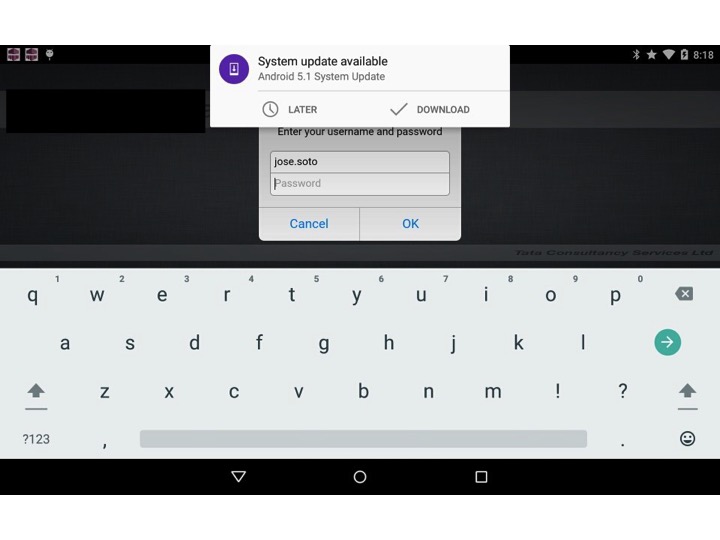 8:18
System update available
Android 5.1 System Update
LATER
DOWNLOAD
Enter your username and password
jose.soto
Password
Cancel
OK
Tata Consultancy Services Ltd
1 2 3 4 5 6 7 8 9 0
q w e r t y u i o p
a s d f g h j k l
z x c v b n m ! ?
?123 , .